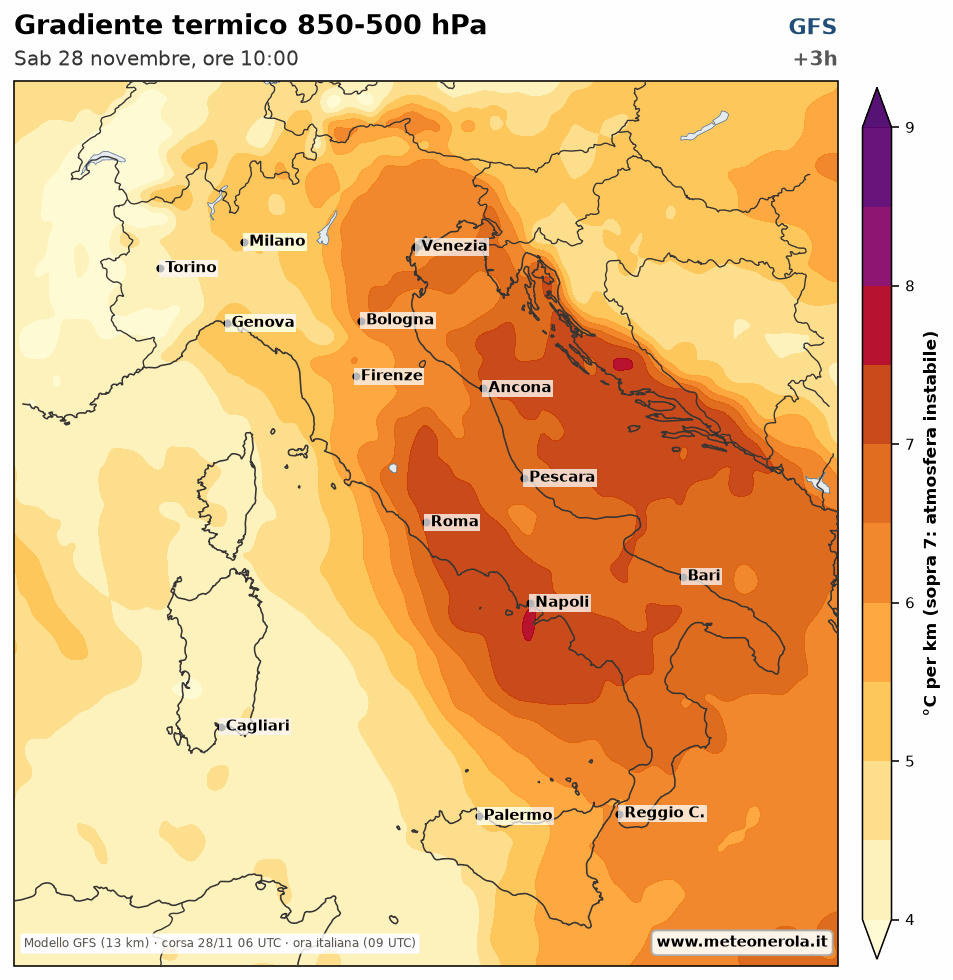 Gradiente termico 850-500 hPa
GFS
Sab 28 novembre, ore 10:00
+3h
Milano
Venezia
Torino
Genova
Bologna
Firenze
Ancona
Pescara
Roma
Bari
Napoli
Cagliari
Palermo
Reggio C.
9
8
7
6
5
4
°C per km (sopra 7: atmosfera instabile)
Modello GFS (13 km) · corsa 28/11 06 UTC · ora italiana (09 UTC)
www.meteonerola.it